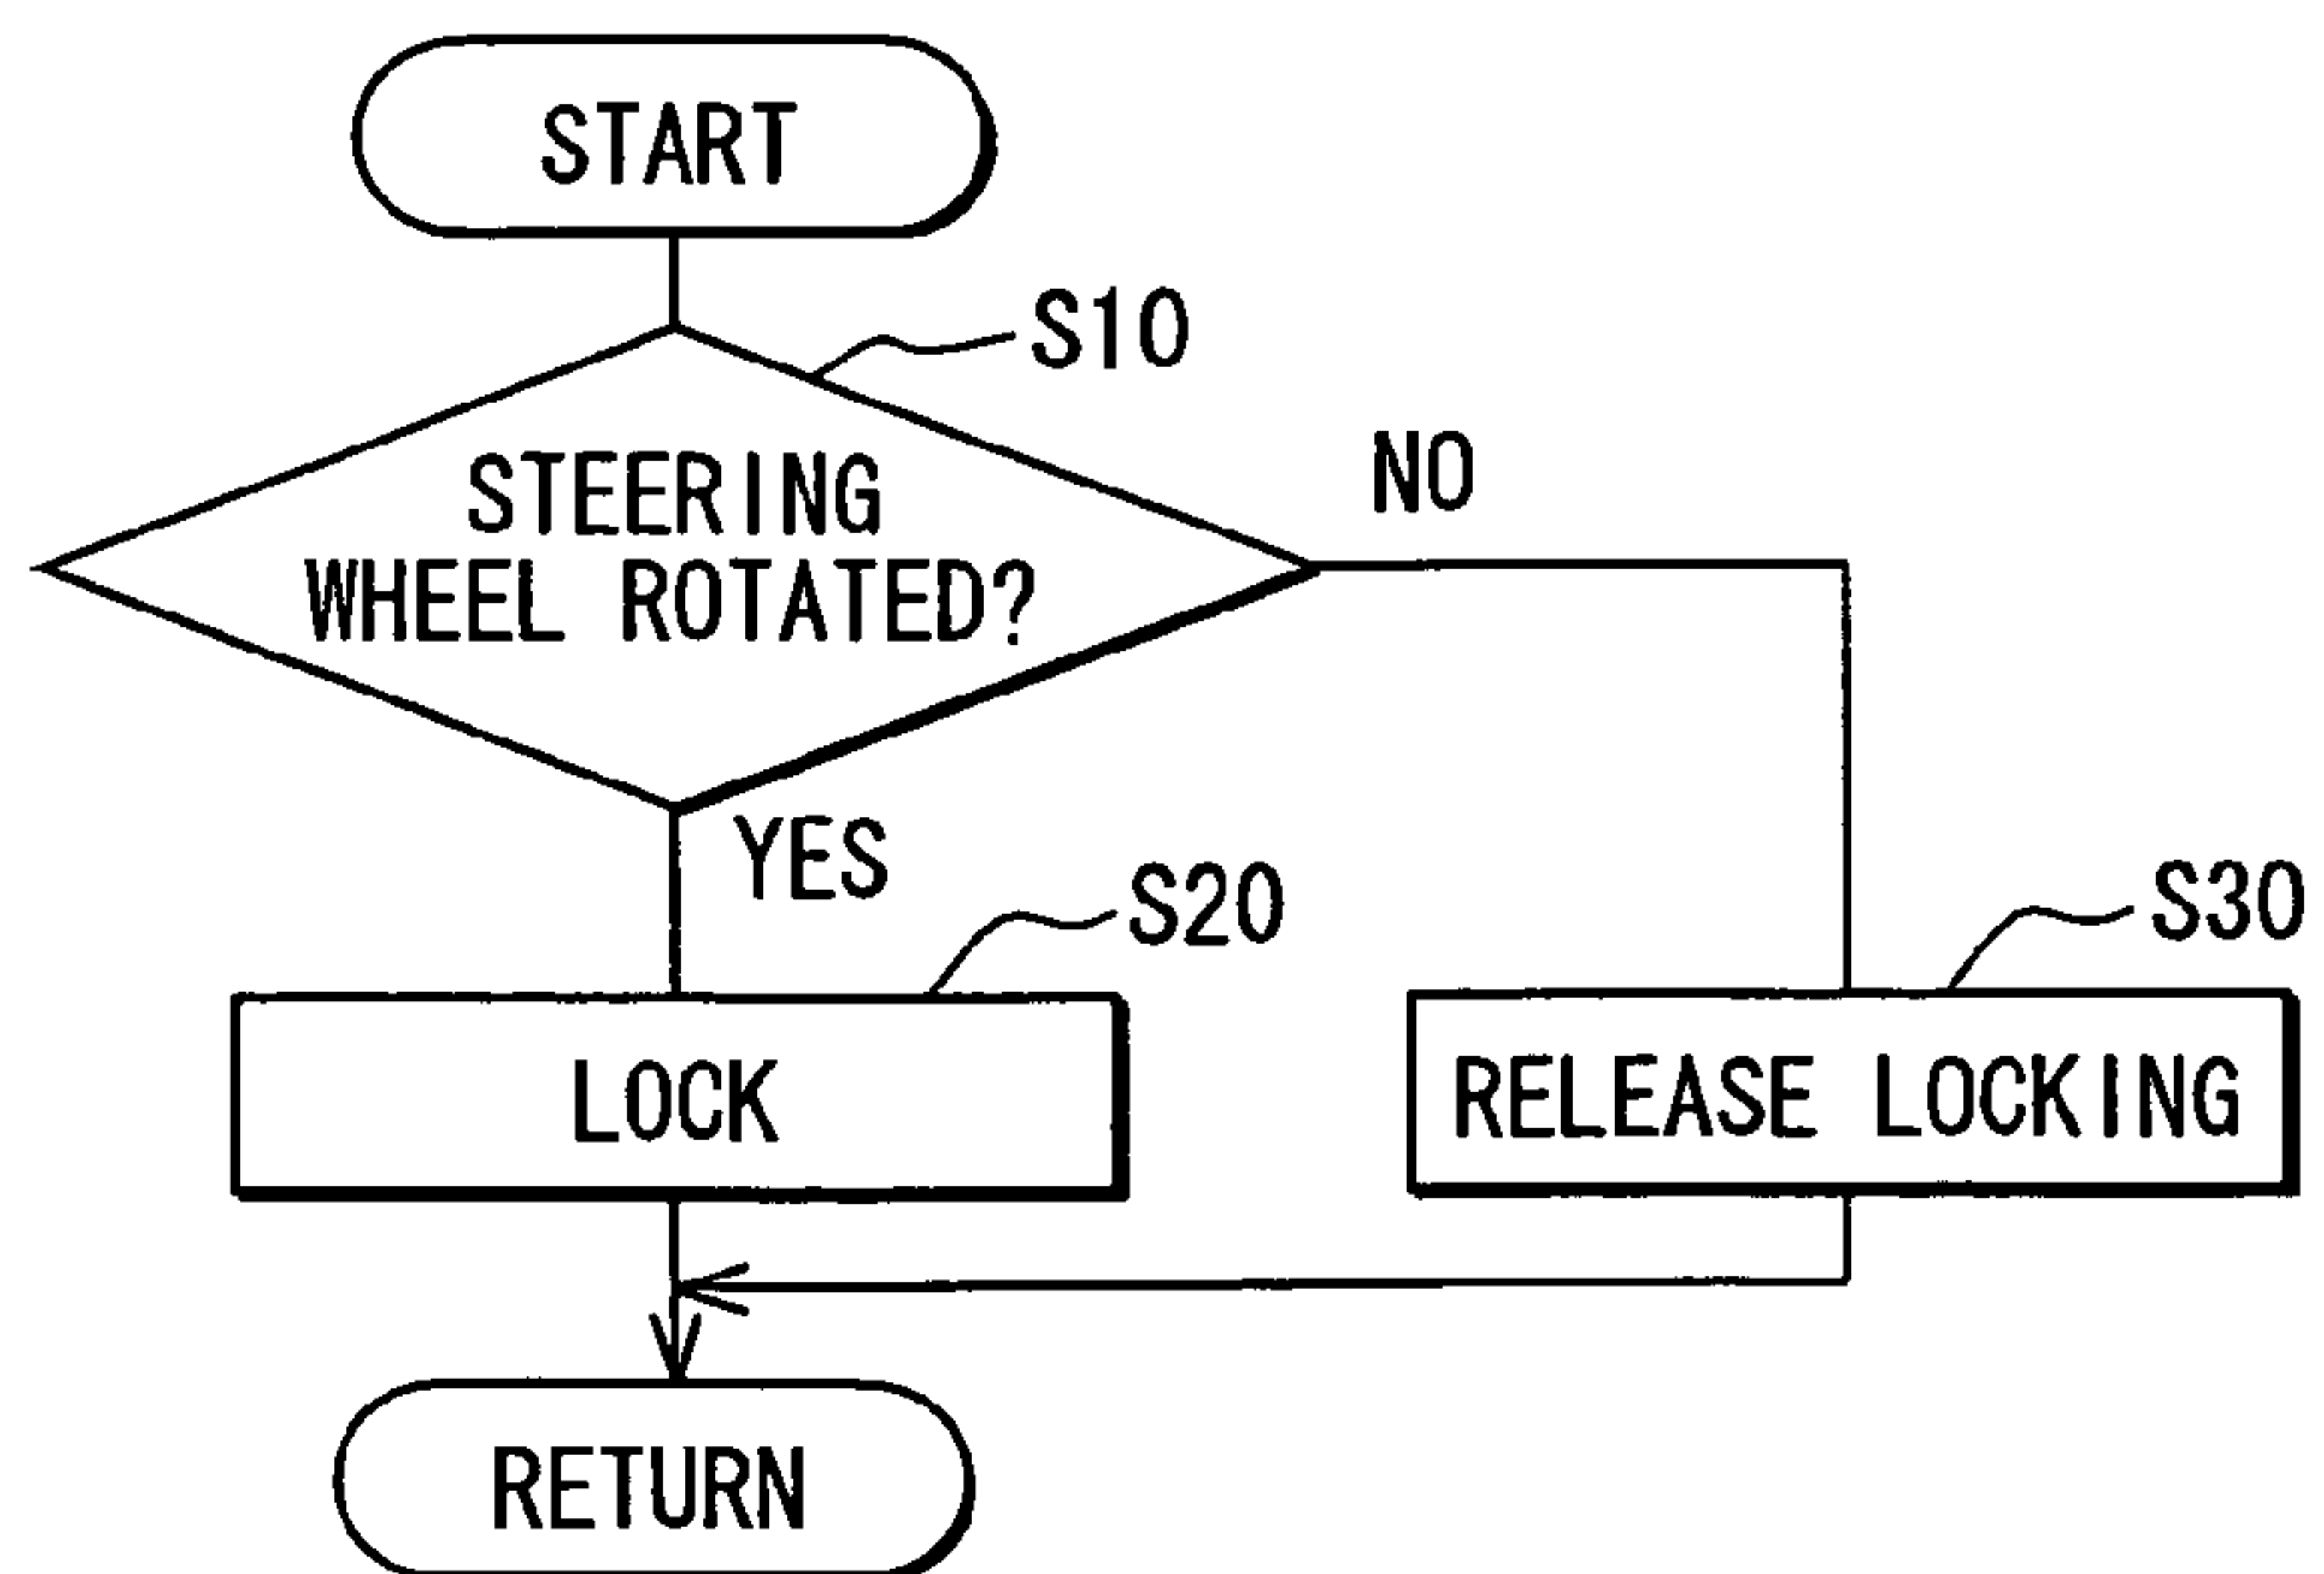 START
S10
STEERING
WHEEL ROTATED?
NO
YES
S20
S30
LOCK
RELEASE LOCKING
RETURN